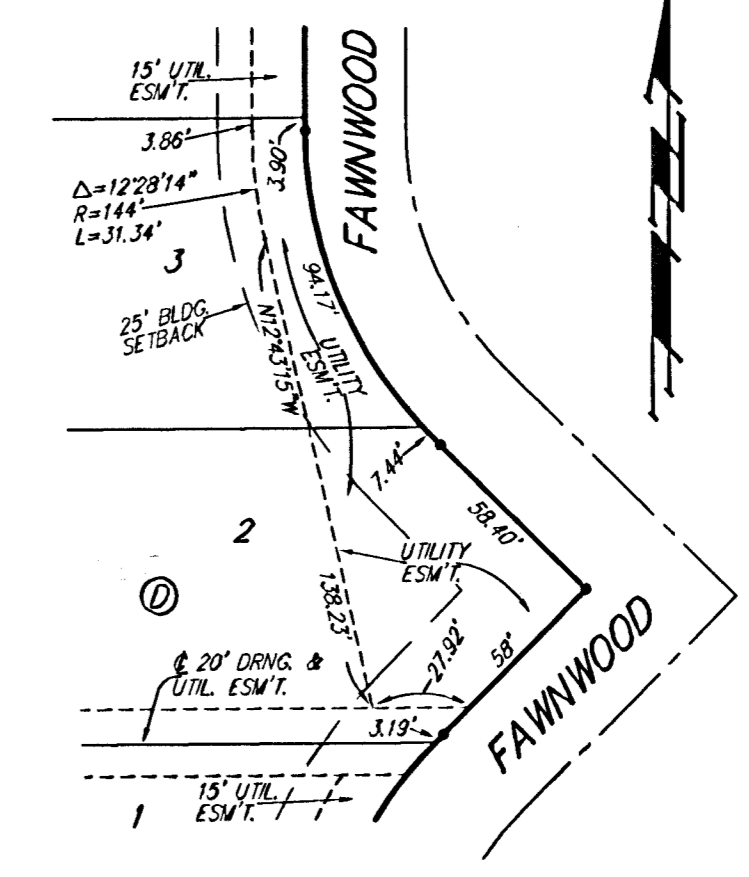 FAWNWOOD
15' UTIL.
ESM'T.
3.86'
3.90'
Δ=12°28'14"
R=144'
L=31.34'
3
94.17'
25' BLDG.
SETBACK
N12°43'15"W
UTILITY
ESM'T.
7.44'
58.40'
2
UTILITY
ESM'T.
D
138.23'
27.92'
58'
℄ 20' DRNG. &
UTIL. ESM'T.
3.19'
FAWNWOOD
15' UTIL.
ESM'T.
1